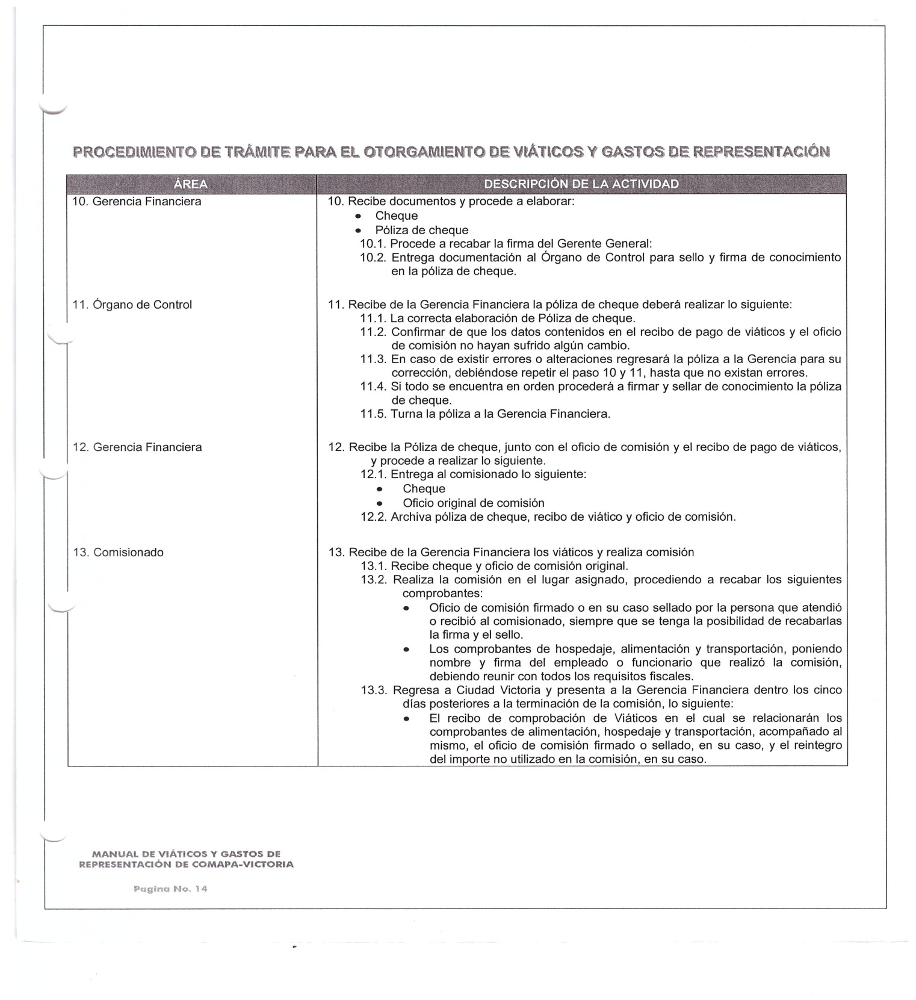 PROCEDIMIENTO DE TRÁMITE PARA EL OTORGAMIENTO DE VIÁTICOS Y GASTOS DE REPRESENTACIÓN
ÁREA
DESCRIPCIÓN DE LA ACTIVIDAD
10. Gerencia Financiera
10. Recibe documentos y procede a elaborar:
• Cheque
• Póliza de cheque
10.1. Procede a recabar la firma del Gerente General:
10.2. Entrega documentación al Órgano de Control para sello y firma de conocimiento
en la póliza de cheque.
11. Órgano de Control
11. Recibe de la Gerencia Financiera la póliza de cheque deberá realizar lo siguiente:
11.1. La correcta elaboración de Póliza de cheque.
11.2. Confirmar de que los datos contenidos en el recibo de pago de viáticos y el oficio
de comisión no hayan sufrido algún cambio.
11.3. En caso de existir errores o alteraciones regresará la póliza a la Gerencia para su
corrección, debiéndose repetir el paso 10 y 11, hasta que no existan errores.
11.4. Si todo se encuentra en orden procederá a firmar y sellar de conocimiento la póliza
de cheque.
11.5. Turna la póliza a la Gerencia Financiera.
12. Gerencia Financiera
12. Recibe la Póliza de cheque, junto con el oficio de comisión y el recibo de pago de viáticos,
y procede a realizar lo siguiente.
12.1. Entrega al comisionado lo siguiente:
• Cheque
• Oficio original de comisión
12.2. Archiva póliza de cheque, recibo de viático y oficio de comisión.
13. Comisionado
13. Recibe de la Gerencia Financiera los viáticos y realiza comisión
13.1. Recibe cheque y oficio de comisión original.
13.2. Realiza la comisión en el lugar asignado, procediendo a recabar los siguientes
comprobantes:
• Oficio de comisión firmado o en su caso sellado por la persona que atendió
o recibió al comisionado, siempre que se tenga la posibilidad de recabarlas
la firma y el sello.
• Los comprobantes de hospedaje, alimentación y transportación, poniendo
nombre y firma del empleado o funcionario que realizó la comisión,
debiendo reunir con todos los requisitos fiscales.
13.3. Regresa a Ciudad Victoria y presenta a la Gerencia Financiera dentro los cinco
días posteriores a la terminación de la comisión, lo siguiente:
• El recibo de comprobación de Viáticos en el cual se relacionarán los
comprobantes de alimentación, hospedaje y transportación, acompañado al
mismo, el oficio de comisión firmado o sellado, en su caso, y el reintegro
del importe no utilizado en la comisión, en su caso.
MANUAL DE VIÁTICOS Y GASTOS DE
REPRESENTACIÓN DE COMAPA-VICTORIA
Pagina No. 14